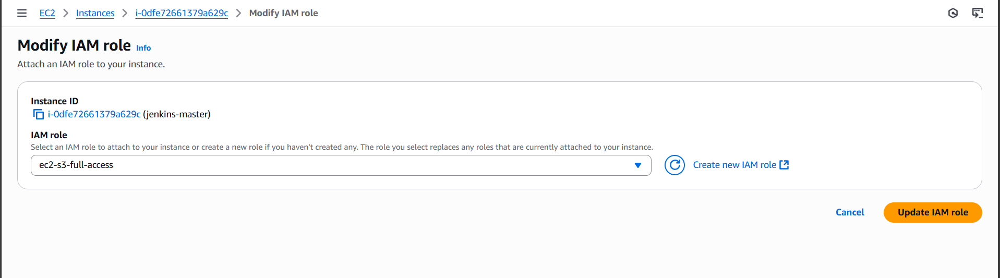 EC2 > Instances > i-0dfe72661379a629c > Modify IAM role
Modify IAM role Info
Attach an IAM role to your instance.
Instance ID
i-0dfe72661379a629c (jenkins-master)
IAM role
Select an IAM role to attach to your instance or create a new role if you haven't created any. The role you select replaces any roles that are currently attached to your instance.
ec2-s3-full-access
Create new IAM role
Cancel Update IAM role